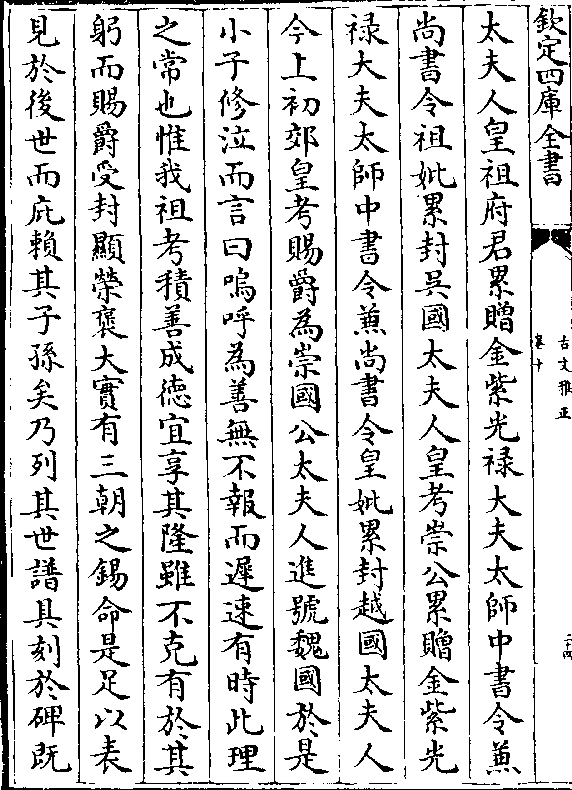 欽定四庫全書
古文雅正
卷十
二十四
太夫人皇祖府君累贈金紫光祿大夫太師中書令兼
尚書令祖妣累封吳國太夫人皇考崇公累贈金紫光
祿大夫太師中書令兼尚書令皇妣累封越國太夫人
今上初郊皇考賜爵為崇國公太夫人進號魏國於是
小子修泣而言曰嗚呼為善無不報而遲速有時此理
之常也惟我祖考積善成德宜享其隆雖不克有於其
躬而賜爵受封顯榮褒大實有三朝之錫命是足以表
見於後世而庇賴其子孫矣乃列其世譜具刻於碑既